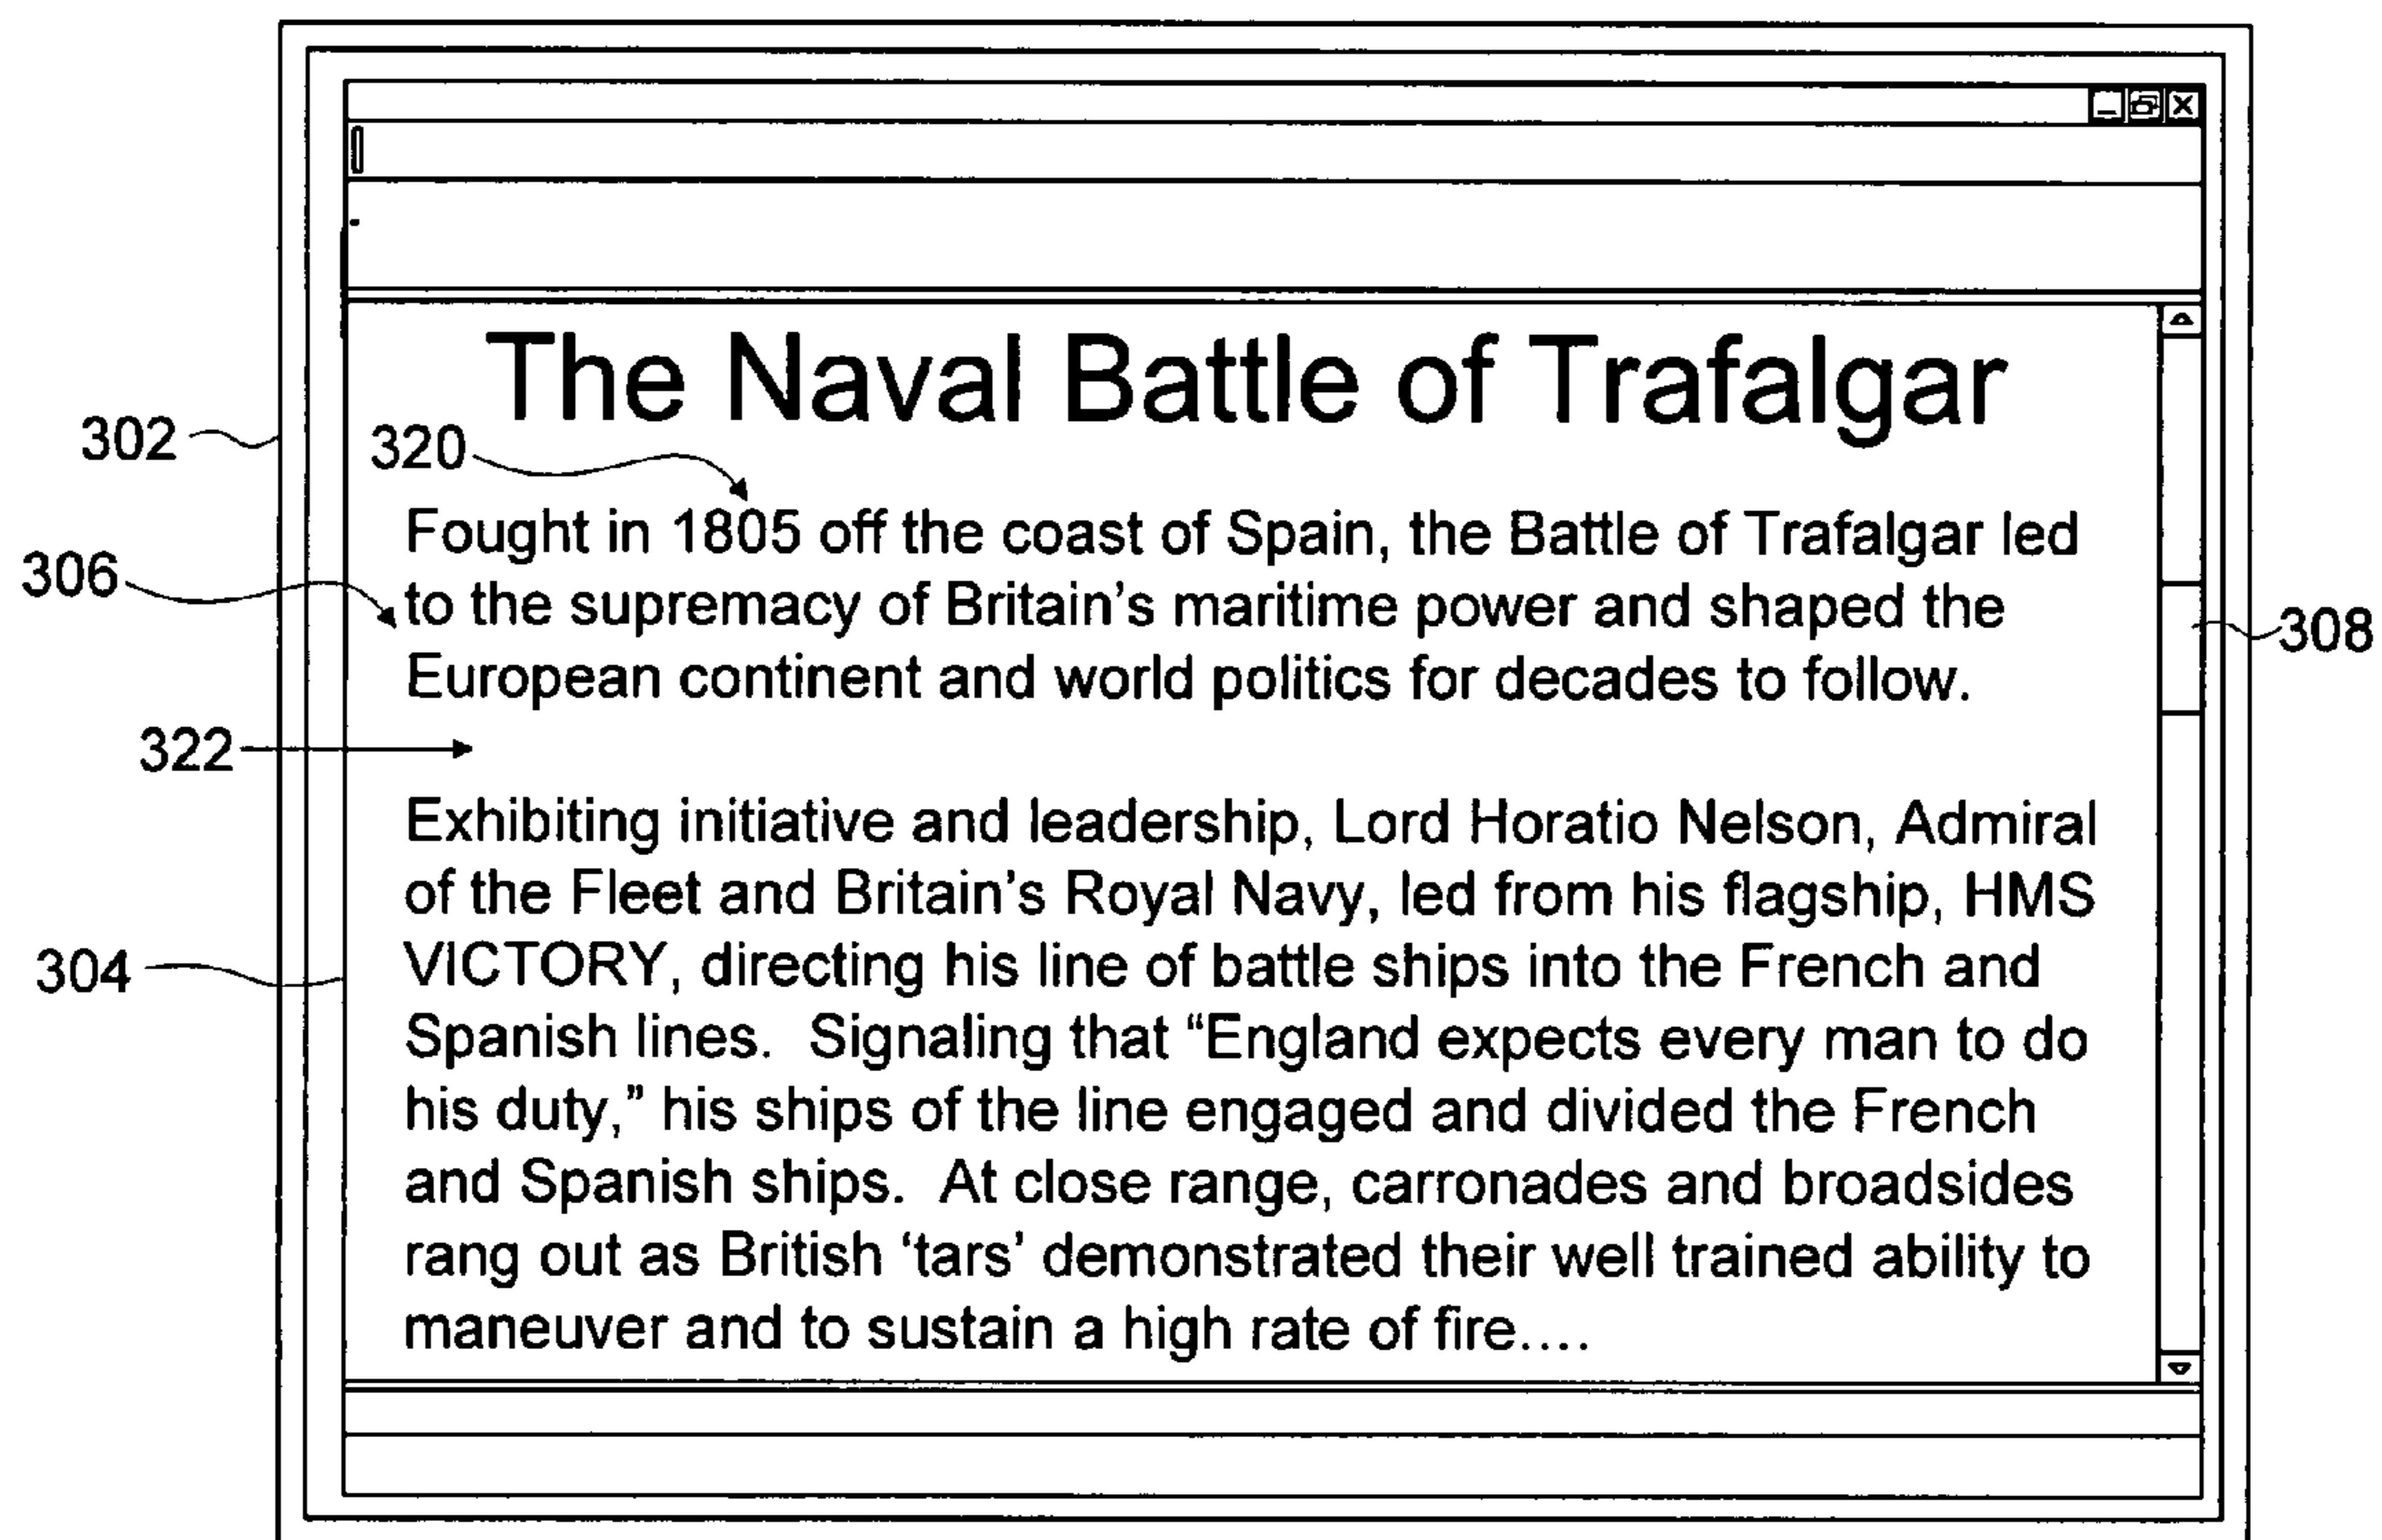 The Naval Battle of Trafalgar
302
320
Fought in 1805 off the coast of Spain, the Battle of Trafalgar led
306
to the supremacy of Britain’s maritime power and shaped the
308
European continent and world politics for decades to follow.
322
Exhibiting initiative and leadership, Lord Horatio Nelson, Admiral
of the Fleet and Britain’s Royal Navy, led from his flagship, HMS
304
VICTORY, directing his line of battle ships into the French and
Spanish lines.  Signaling that “England expects every man to do
his duty,” his ships of the line engaged and divided the French
and Spanish ships.  At close range, carronades and broadsides
rang out as British ‘tars’ demonstrated their well trained ability to
maneuver and to sustain a high rate of fire....